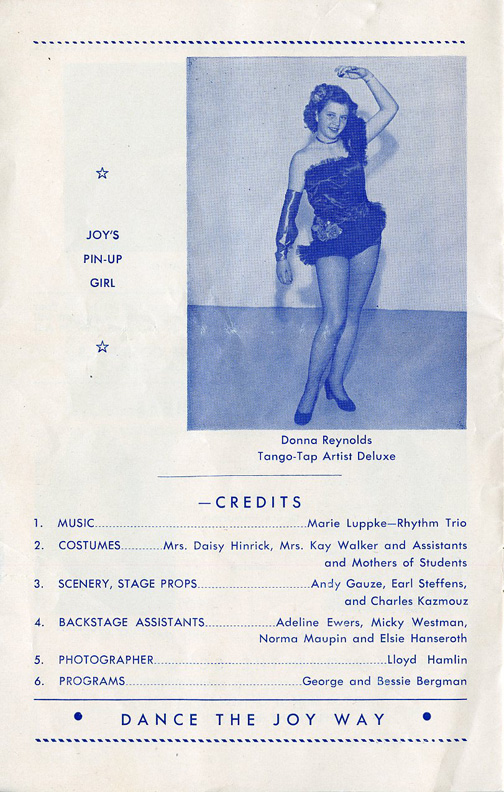 ☆
JOY'S
PIN-UP
GIRL
☆
Donna Reynolds
Tango-Tap Artist Deluxe
—CREDITS
1. MUSIC....................Marie Luppke—Rhythm Trio
2. COSTUMES..........Mrs. Daisy Hinrick, Mrs. Kay Walker and Assistants
and Mothers of Students
3. SCENERY, STAGE PROPS....................Andy Gauze, Earl Steffens,
and Charles Kazmouz
4. BACKSTAGE ASSISTANTS....................Adeline Ewers, Micky Westman,
Norma Maupin and Elsie Hanseroth
5. PHOTOGRAPHER....................Lloyd Hamlin
6. PROGRAMS....................George and Bessie Bergman
• DANCE THE JOY WAY •